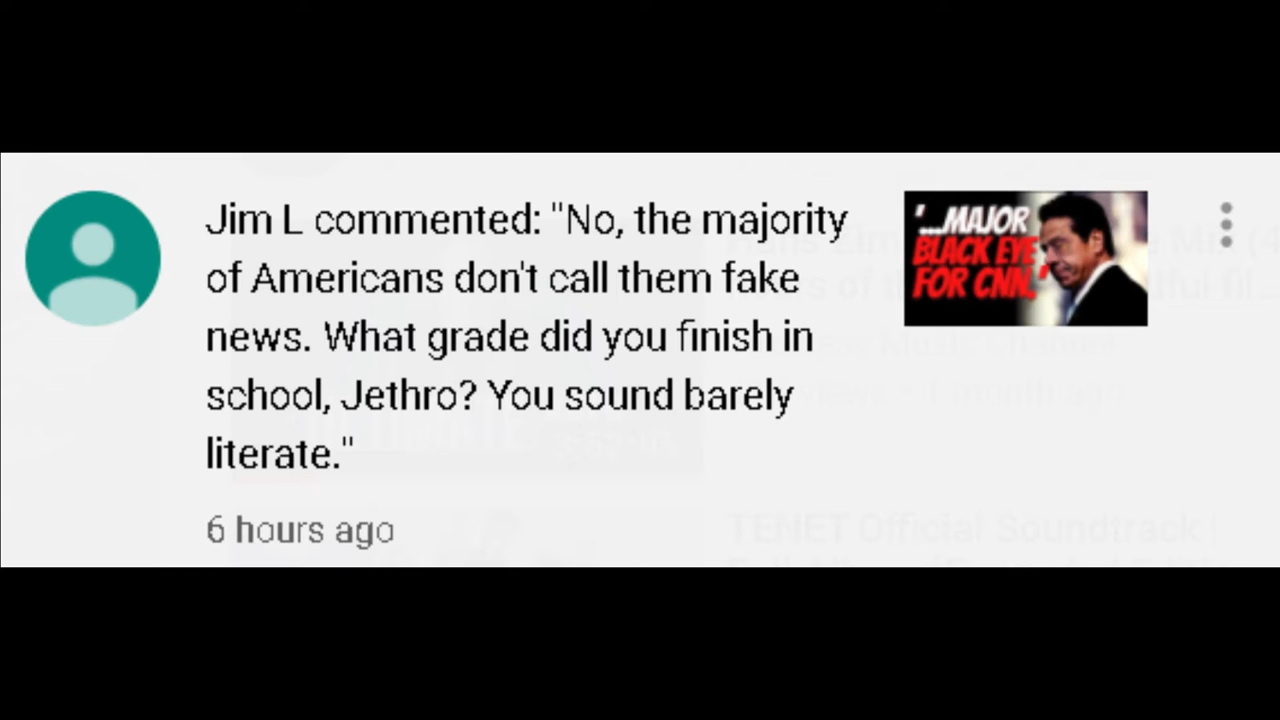 Jim L commented: "No, the majority
of Americans don't call them fake
news. What grade did you finish in
school, Jethro? You sound barely
literate."
6 hours ago
'...MAJOR
BLACK EYE
FOR CNN.'
TENET Official Soundtrack |